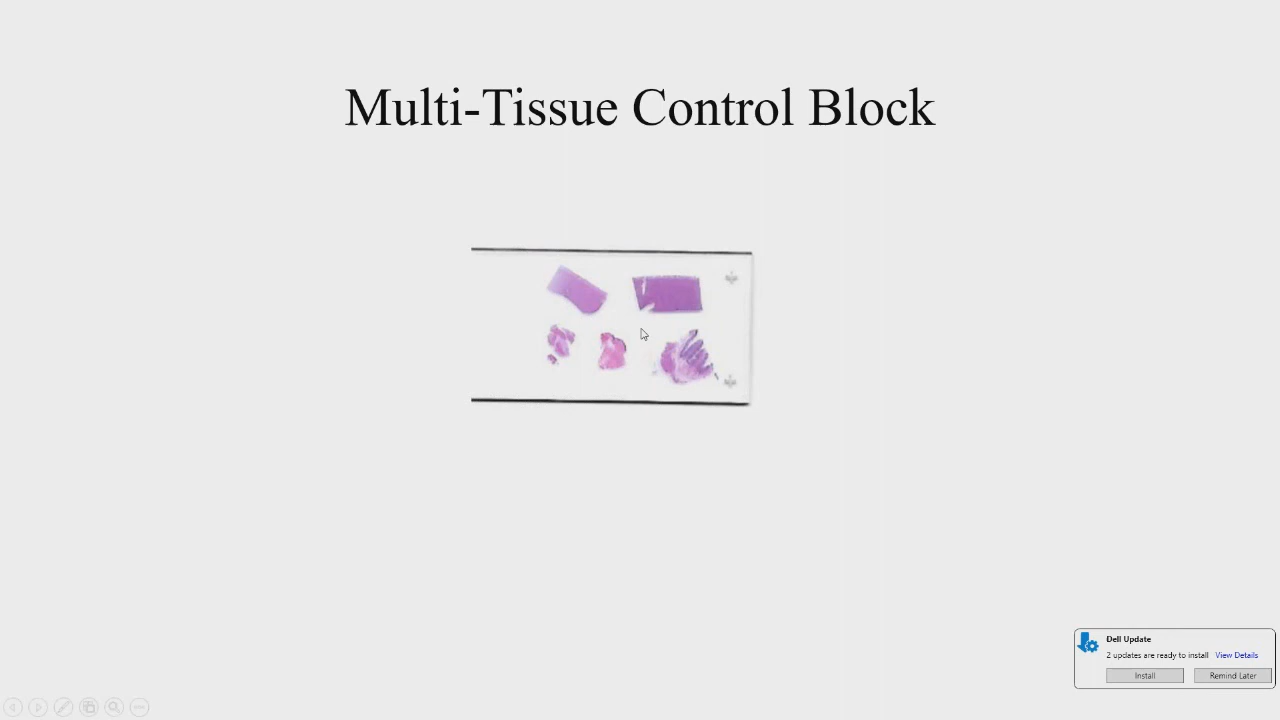 Multi-Tissue Control Block
Dell Update
2 updates are ready to install View Details
Install Remind Later